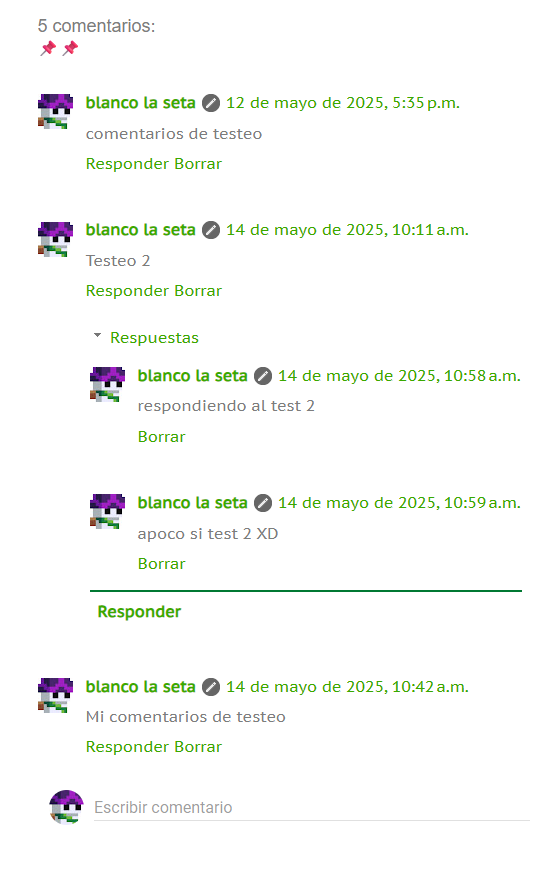 5 comentarios:
📌 📌
blanco la seta 12 de mayo de 2025, 5:35 p.m.
comentarios de testeo
Responder Borrar
blanco la seta 14 de mayo de 2025, 10:11 a.m.
Testeo 2
Responder Borrar
Respuestas
blanco la seta 14 de mayo de 2025, 10:58 a.m.
respondiendo al test 2
Borrar
blanco la seta 14 de mayo de 2025, 10:59 a.m.
apoco si test 2 XD
Borrar
Responder
blanco la seta 14 de mayo de 2025, 10:42 a.m.
Mi comentarios de testeo
Responder Borrar
Escribir comentario